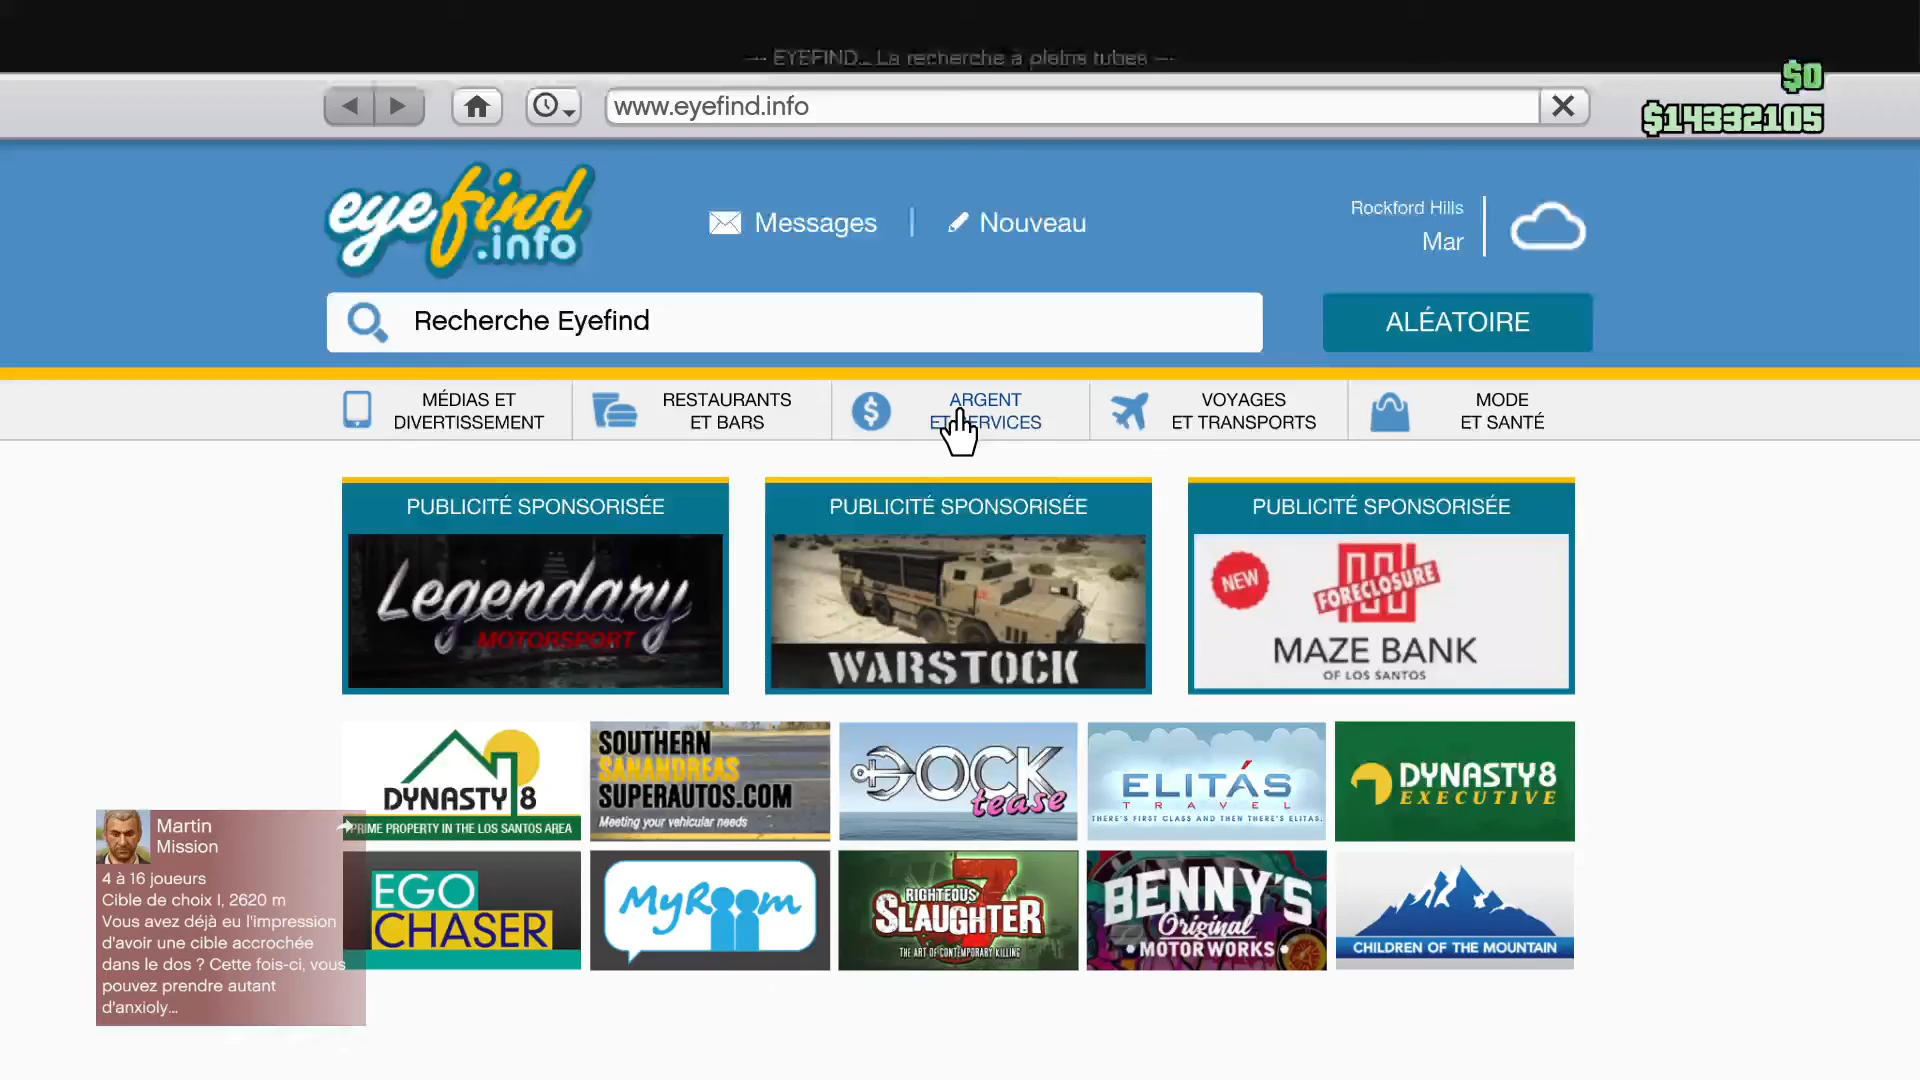 — EYEFIND... La recherche à pleins tubes —
$0
www.eyefind.info
$14332105
eyefind
.info
Messages
Nouveau
Rockford Hills
Mar
Recherche Eyefind
ALÉATOIRE
MÉDIAS ET
DIVERTISSEMENT
RESTAURANTS
ET BARS
ARGENT
ET SERVICES
VOYAGES
ET TRANSPORTS
MODE
ET SANTÉ
PUBLICITÉ SPONSORISÉE
Legendary
MOTORSPORT
PUBLICITÉ SPONSORISÉE
WARSTOCK
PUBLICITÉ SPONSORISÉE
NEW
FORECLOSURE
MAZE BANK
OF LOS SANTOS
DYNASTY 8
PRIME PROPERTY IN THE LOS SANTOS AREA
SOUTHERN
SANANDREAS
SUPERAUTOS.COM
Meeting your vehicular needs
DOCK
tease
ELITÁS
TRAVEL
THERE'S FIRST CLASS AND THEN THERE'S ELITAS.
DYNASTY 8
EXECUTIVE
EGO
CHASER
MyRoom
RIGHTEOUS
SLAUGHTER
7
THE ART OF CONTEMPORARY KILLING
BENNY'S
Original
MOTOR WORKS
CHILDREN OF THE MOUNTAIN
Martin
Mission
4 à 16 joueurs
Cible de choix I, 2620 m
Vous avez déjà eu l'impression
d'avoir une cible accrochée
dans le dos ? Cette fois-ci, vous
pouvez prendre autant
d'anxioly...